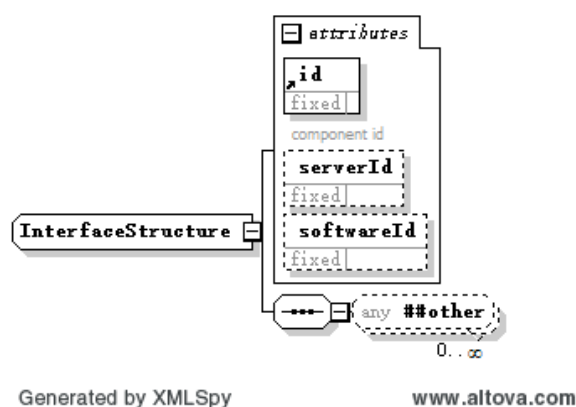 attributes
id
fixed
component id
serverId
fixed
InterfaceStructure
softwareId
fixed
any ##other
0..∞
Generated by XMLSpy
www.altova.com